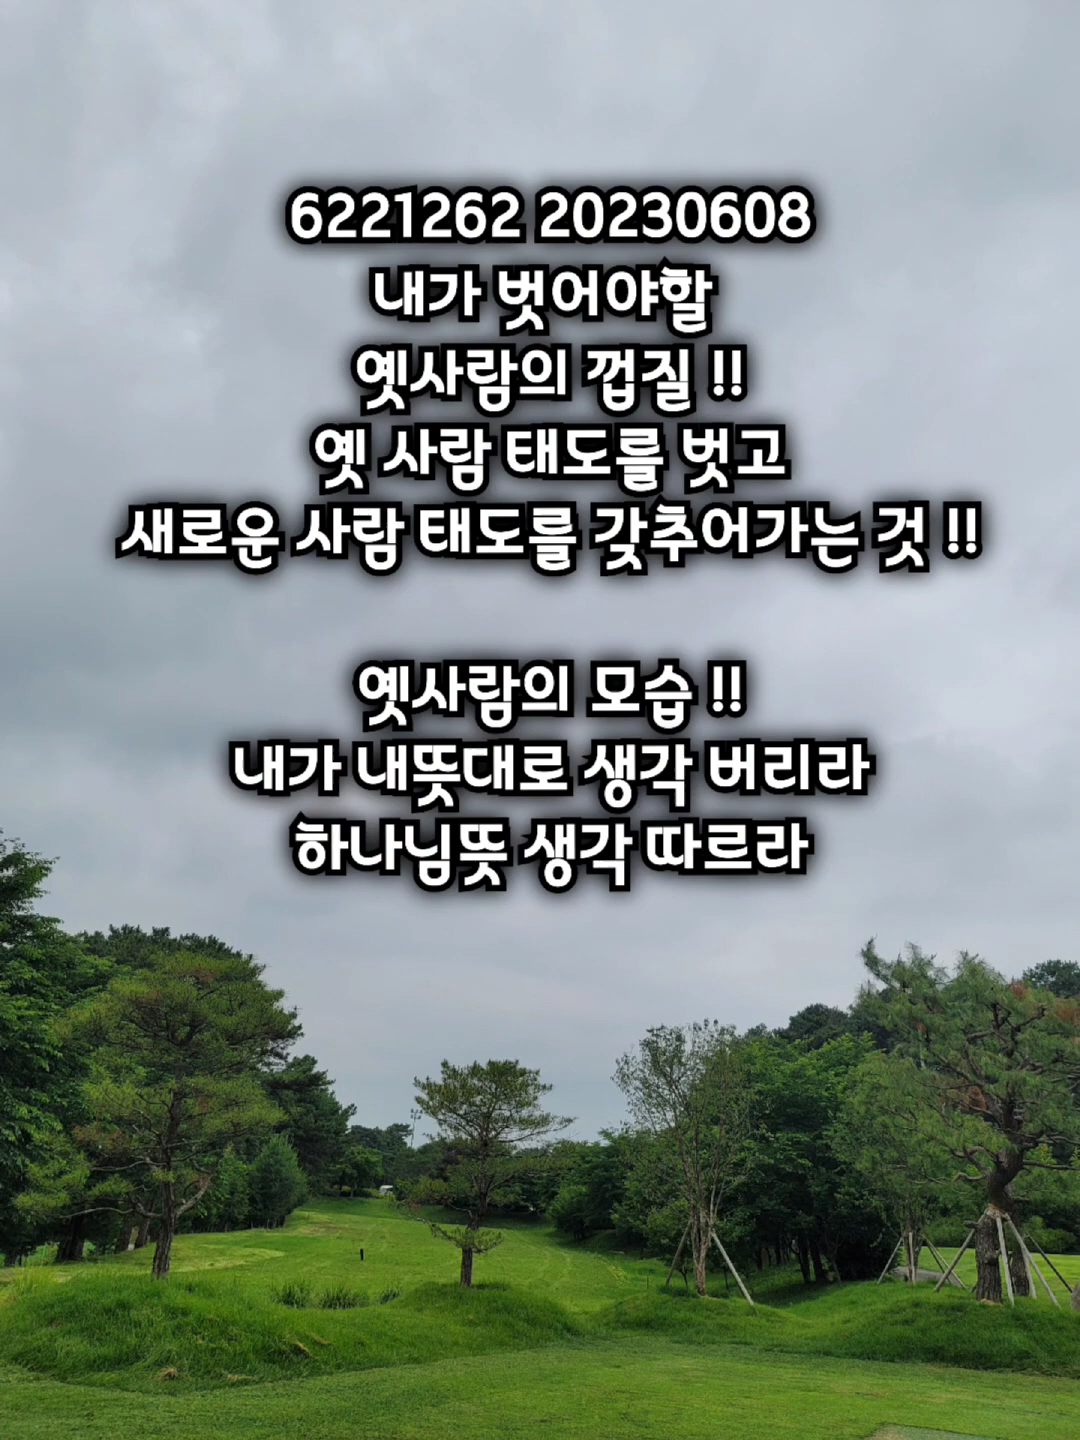 6221262 20230608
내가 벗어야할
옛사람의 껍질 !!
옛 사람 태도를 벗고
새로운 사람 태도를 갖추어가는 것 !!
옛사람의 모습 !!
내가 내뜻대로 생각 버리라
하나님뜻 생각 따르라